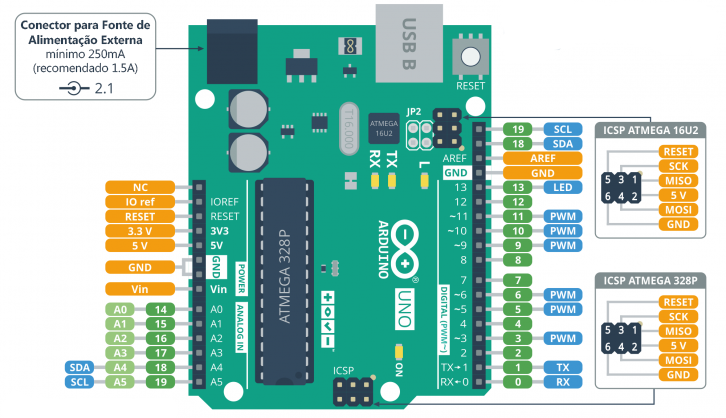 Conector para Fonte de
Alimentação Externa
mínimo 250mA
(recomendado 1.5A)
2.1
USB B
RESET
T16.000
ATMEGA
16U2
JP2
RX
TX
L
AREF
GND
13
12
~11
~10
~9
8
7
~6
~5
4
~3
2
TX→1
RX←0
DIGITAL (PWM~)
19 SCL
18 SDA
AREF
GND
13 LED
12
11 PWM
10 PWM
9 PWM
8
7
6 PWM
5 PWM
4
3 PWM
2
1 TX
0 RX
NC
IO ref
RESET
3.3 V
5 V
GND
Vin
A0 14
A1 15
A2 16
A3 17
SDA A4 18
SCL A5 19
IOREF
RESET
3V3
5V
GND
Vin
A0
A1
A2
A3
A4
A5
POWER
ANALOG IN
ATMEGA 328P
ARDUINO
UNO
ON
ICSP
ICSP ATMEGA 16U2
RESET
SCK
MISO
5 V
MOSI
GND
5 3 1
6 4 2
ICSP ATMEGA 328P
RESET
SCK
MISO
5 V
MOSI
GND
5 3 1
6 4 2